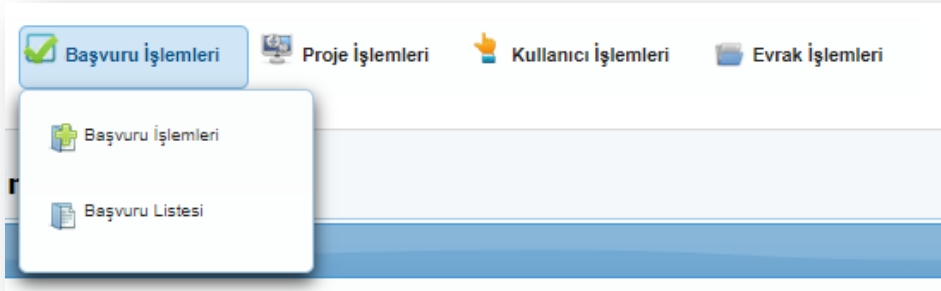 Başvuru İşlemleri Proje İşlemleri Kullanıcı İşlemleri Evrak İşlemleri
Başvuru İşlemleri
Başvuru Listesi